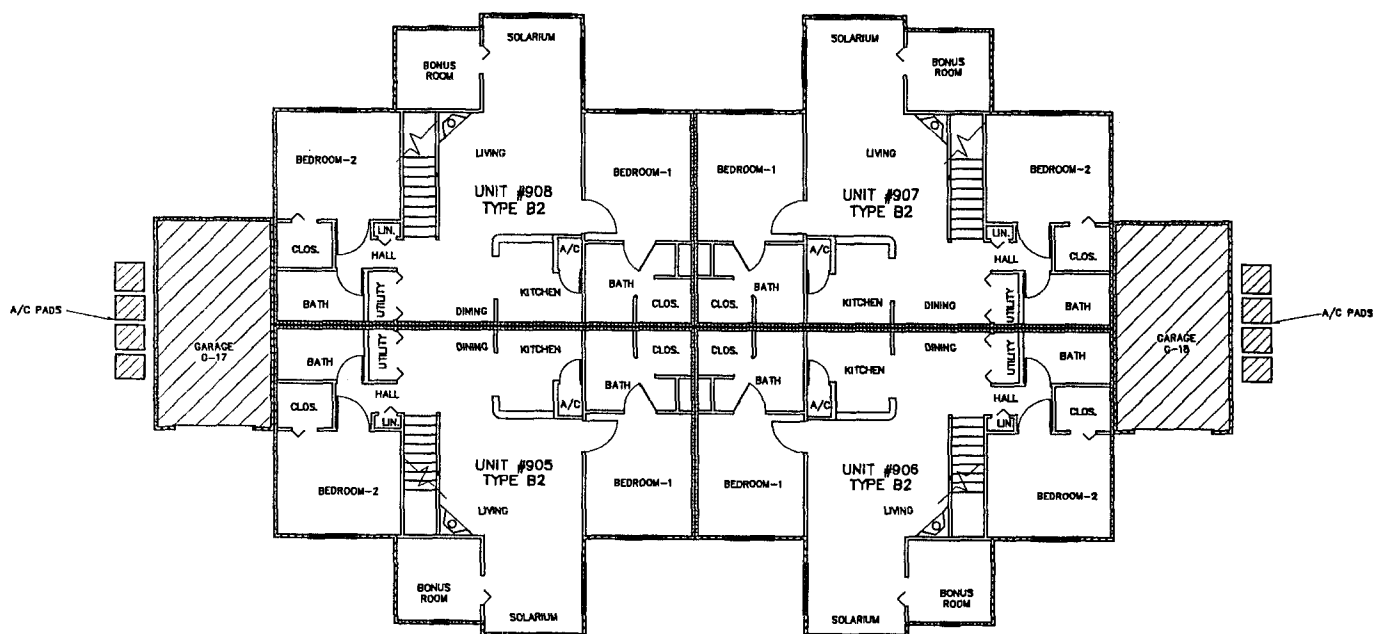 SOLARIUM
BONUS
ROOM
BEDROOM-2
LIVING
UNIT #908
TYPE B2
BEDROOM-1
LIN.
CLOS.
HALL
A/C
BATH
UTILITY
DINING
KITCHEN
BATH
CLOS.
SOLARIUM
BONUS
ROOM
BEDROOM-1
LIVING
UNIT #907
TYPE B2
BEDROOM-2
LIN.
HALL
CLOS.
A/C
BATH
CLOS.
KITCHEN
DINING
UTILITY
BATH
A/C PADS
GARAGE
G-17
A/C PADS
GARAGE
BATH
UTILITY
DINING
KITCHEN
CLOS.
BATH
HALL
CLOS.
LIN.
A/C
UNIT #905
TYPE B2
BEDROOM-2
BEDROOM-1
LIVING
BONUS
ROOM
SOLARIUM
CLOS.
BATH
KITCHEN
DINING
UTILITY
BATH
HALL
A/C
LIN.
CLOS.
BEDROOM-1
UNIT #906
TYPE B2
BEDROOM-2
LIVING
BONUS
ROOM
SOLARIUM